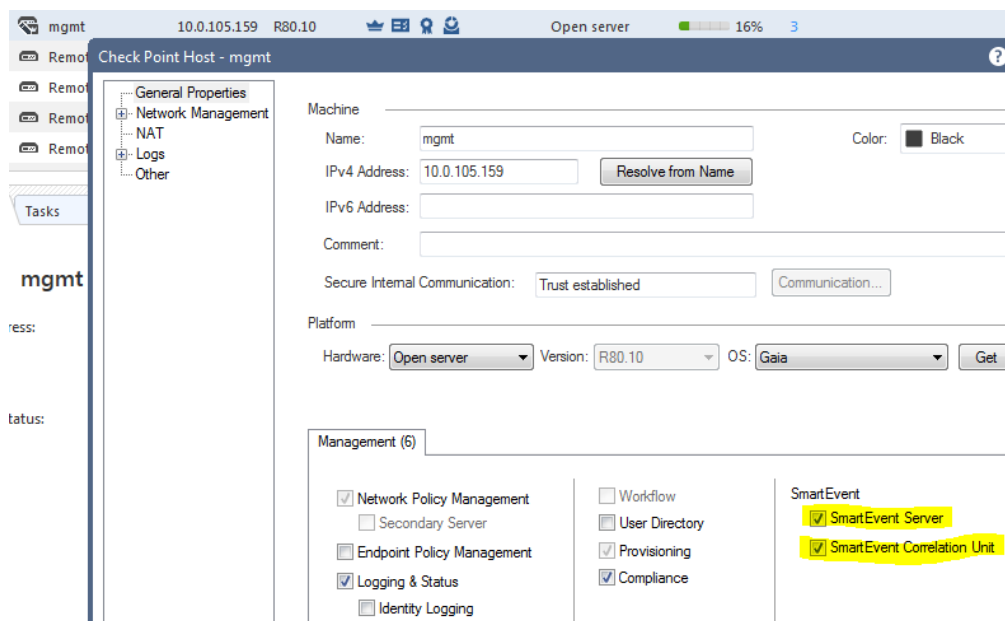 mgmt 10.0.105.159 R80.10 Open server 16% 3
Remot
Remot
Remot
Remot
Check Point Host - mgmt ?
General Properties
Network Management
NAT
Logs
Other
Tasks
mgmt
ress:
tatus:
Machine
Name: mgmt Color: Black
IPv4 Address: 10.0.105.159 Resolve from Name
IPv6 Address:
Comment:
Secure Internal Communication: Trust established Communication...
Platform
Hardware: Open server Version: R80.10 OS: Gaia Get
Management (6)
Network Policy Management
Secondary Server
Endpoint Policy Management
Logging & Status
Identity Logging
Workflow
User Directory
Provisioning
Compliance
SmartEvent
SmartEvent Server
SmartEvent Correlation Unit